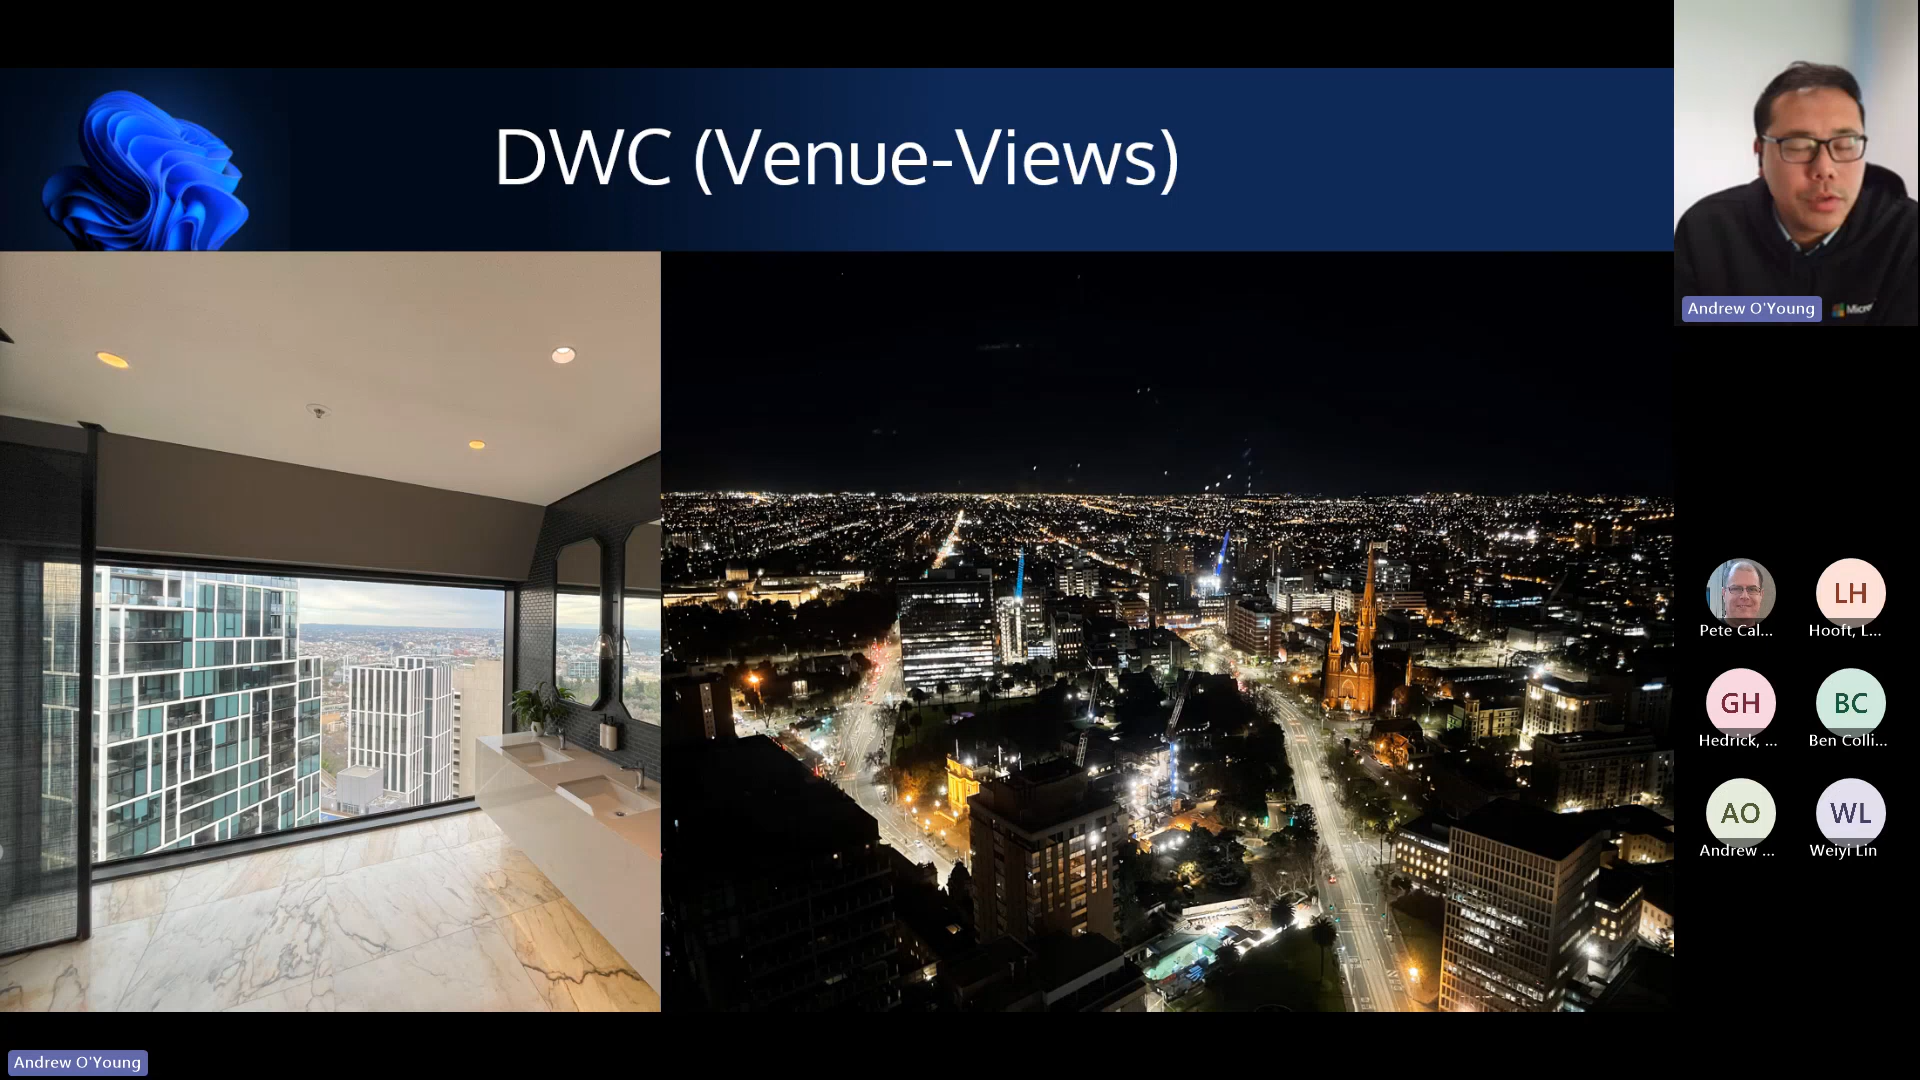 DWC (Venue-Views)
Andrew O'Young
Micro
Pete Cal...
Hooft, L...
LH
GH
Hedrick, ...
BC
Ben Colli...
AO
Andrew ...
WL
Weiyi Lin
Andrew O'Young